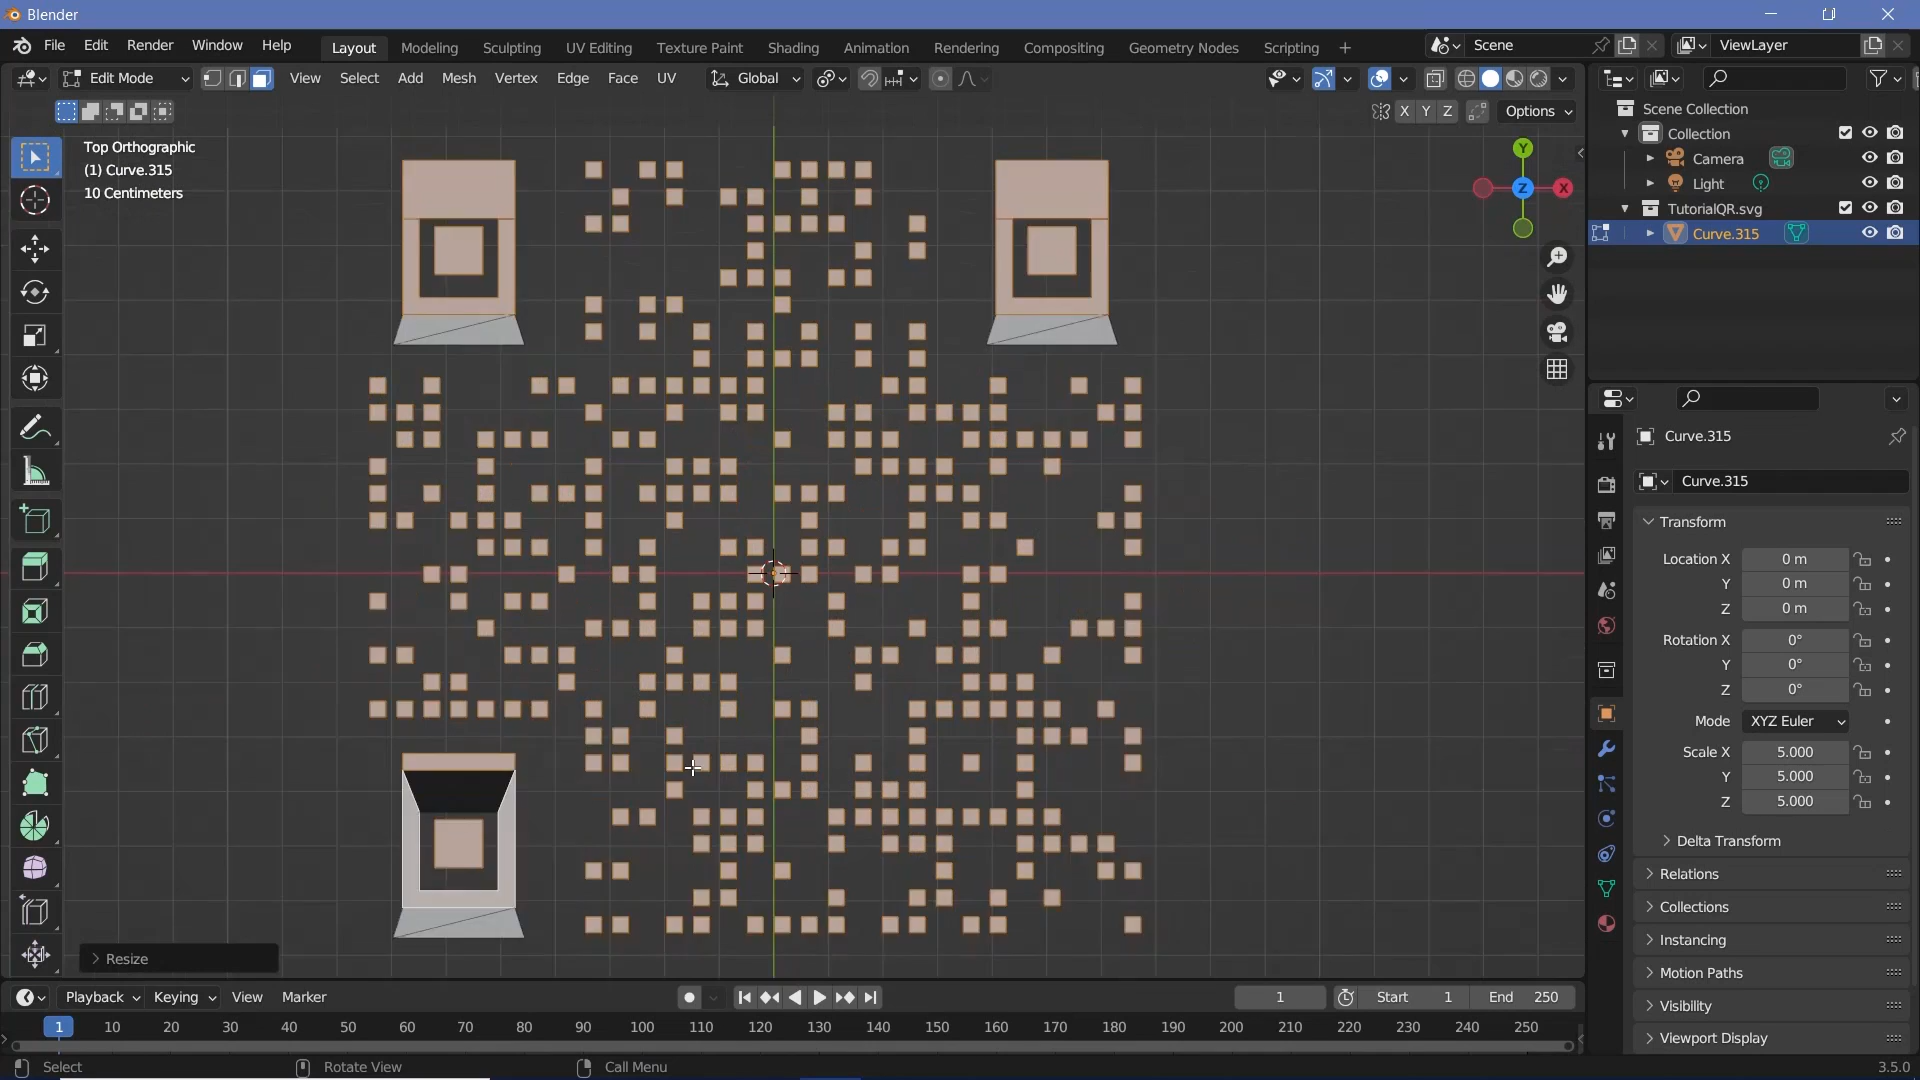 Blender
File Edit Render Window Help Layout Modeling Sculpting UV Editing Texture Paint Shading Animation Rendering Compositing Geometry Nodes Scripting + Scene ViewLayer
Edit Mode View Select Add Mesh Vertex Edge Face UV Global
X Y Z Options
Top Orthographic
(1) Curve.315
10 Centimeters
Y
Z X
Scene Collection
Collection
Camera
Light
TutorialQR.svg
Curve.315
Curve.315
Curve.315
Transform
Location X 0 m
Y 0 m
Z 0 m
Rotation X 0°
Y 0°
Z 0°
Mode XYZ Euler
Scale X 5.000
Y 5.000
Z 5.000
Delta Transform
Relations
Collections
Instancing
Motion Paths
Visibility
Viewport Display
Resize
Playback Keying View Marker 1 Start 1 End 250
1 10 20 30 40 50 60 70 80 90 100 110 120 130 140 150 160 170 180 190 200 210 220 230 240 250
Select Rotate View Call Menu 3.5.0